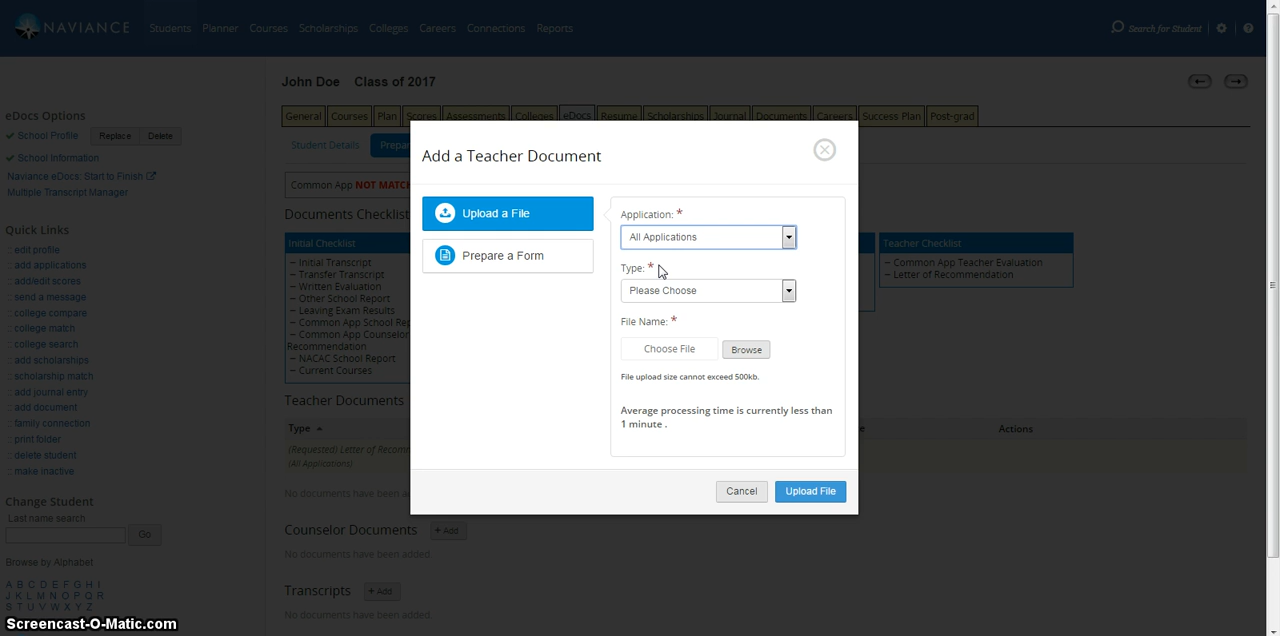 NAVIANCE
Students Planner Courses Scholarships Colleges Careers Connections Reports
Search for Student
John Doe Class of 2017
General Courses Plan Scores Assessments Colleges eDocs Resume Scholarships Journal Documents Careers Success Plan Post-grad
Student Details
eDocs Options
School Profile Replace Delete
School Information
Naviance eDocs: Start to Finish
Multiple Transcript Manager
Quick Links
:: edit profile
:: add applications
:: add/edit scores
:: send a message
:: college compare
:: college match
:: college search
:: add scholarships
:: scholarship match
:: add journal entry
:: add document
:: family connection
:: print folder
:: delete student
:: make inactive
Change Student
Last name search
Go
Browse by Alphabet
A B C D E F G H I
J K L M N O P Q R
S T U V W X Y Z
Common App NOT MATCH
Documents Checklist
Initial Checklist
– Initial Transcript
– Transfer Transcript
– Written Evaluation
– Other School Report
– Leaving Exam Results
– Common App School Rep
– Common App Counselor
Recommendation
– NACAC School Report
– Current Courses
Teacher Checklist
– Common App Teacher Evaluation
– Letter of Recommendation
Teacher Documents
Type Actions
(Requested) Letter of Recom
(All Applications)
No documents have been a
Counselor Documents + Add
No documents have been added.
Transcripts + Add
No documents have been added.
Add a Teacher Document
Upload a File
Prepare a Form
Application: *
All Applications
Type: *
Please Choose
File Name: *
Choose File Browse
File upload size cannot exceed 500kb.
Average processing time is currently less than
1 minute .
Cancel Upload File
Screencast-O-Matic.com